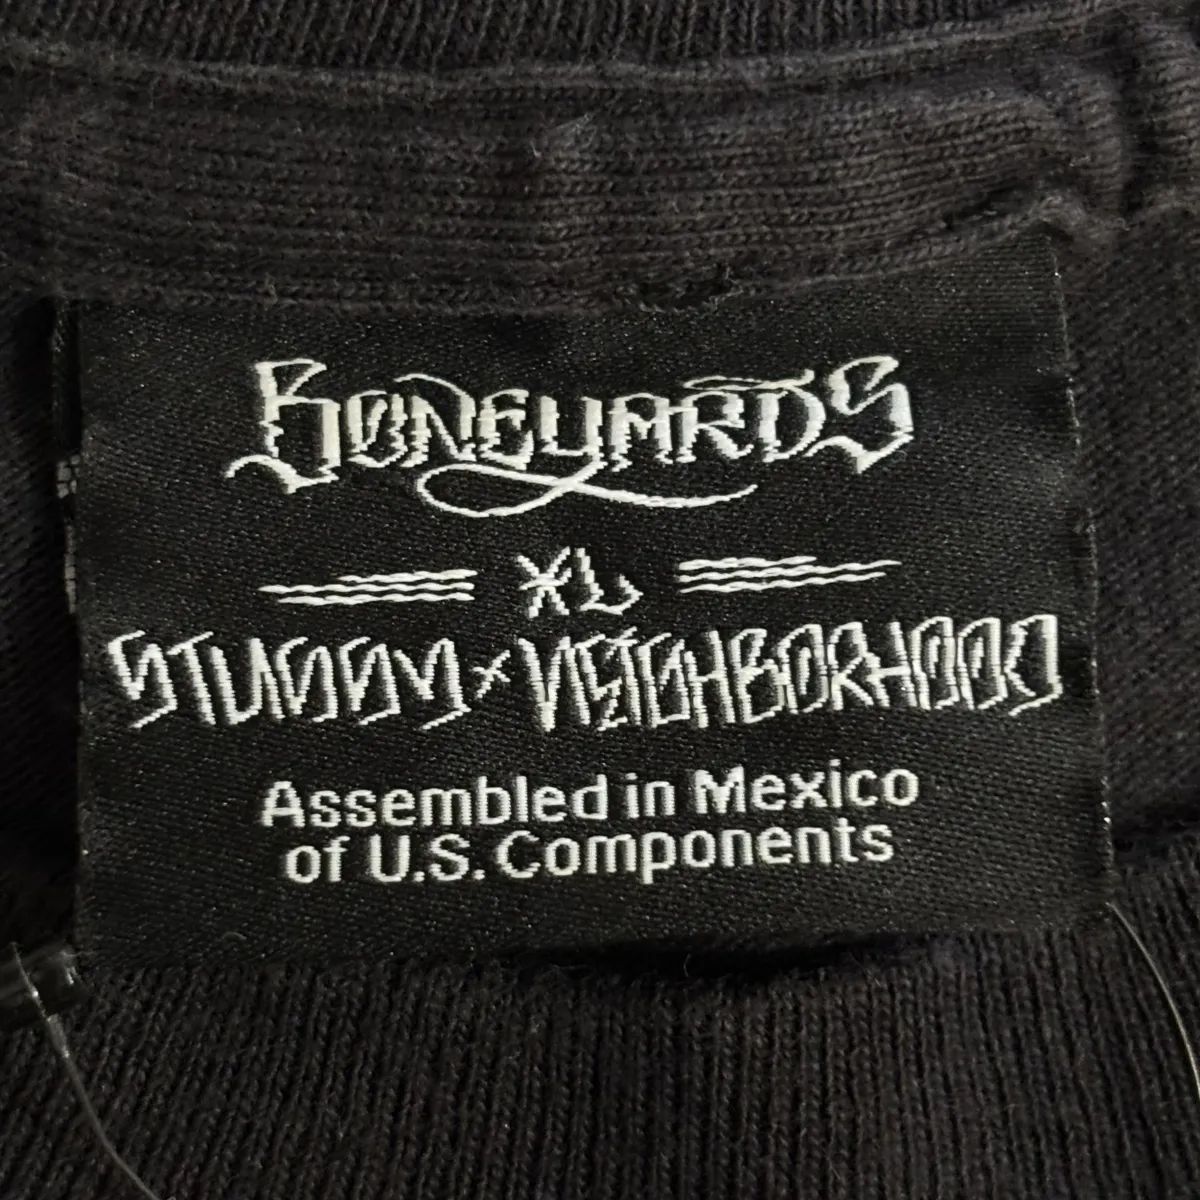 BONEYARDS
XL
STUSSY × NEIGHBORHOOD
Assembled in Mexico
of U.S. Components